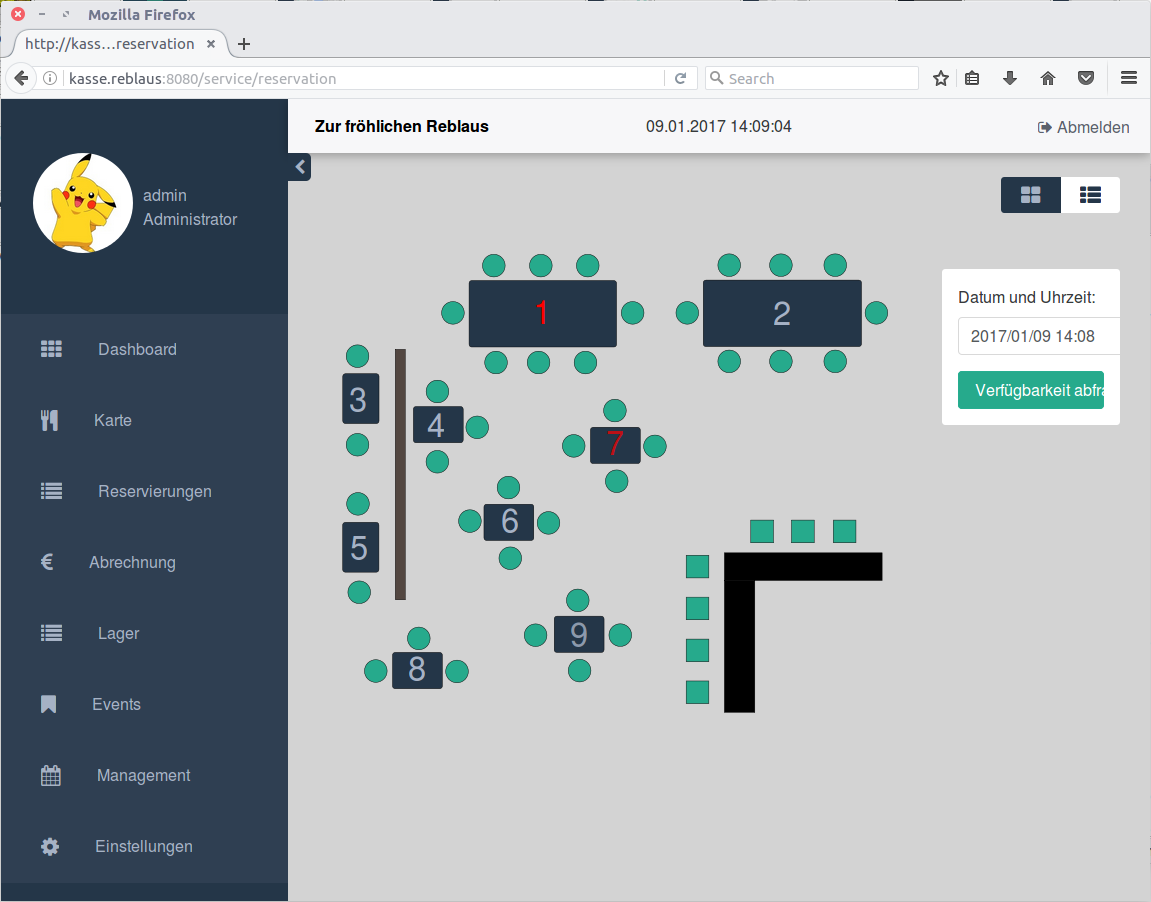 Mozilla Firefox
http://kass...reservation
kasse.reblaus:8080/service/reservation
Search
Zur fröhlichen Reblaus
09.01.2017 14:09:04
Abmelden
admin
Administrator
Dashboard
Karte
Reservierungen
Abrechnung
Lager
Events
Management
Einstellungen
1
2
3
4
7
6
5
9
8
Datum und Uhrzeit:
2017/01/09 14:08
Verfügbarkeit abfra